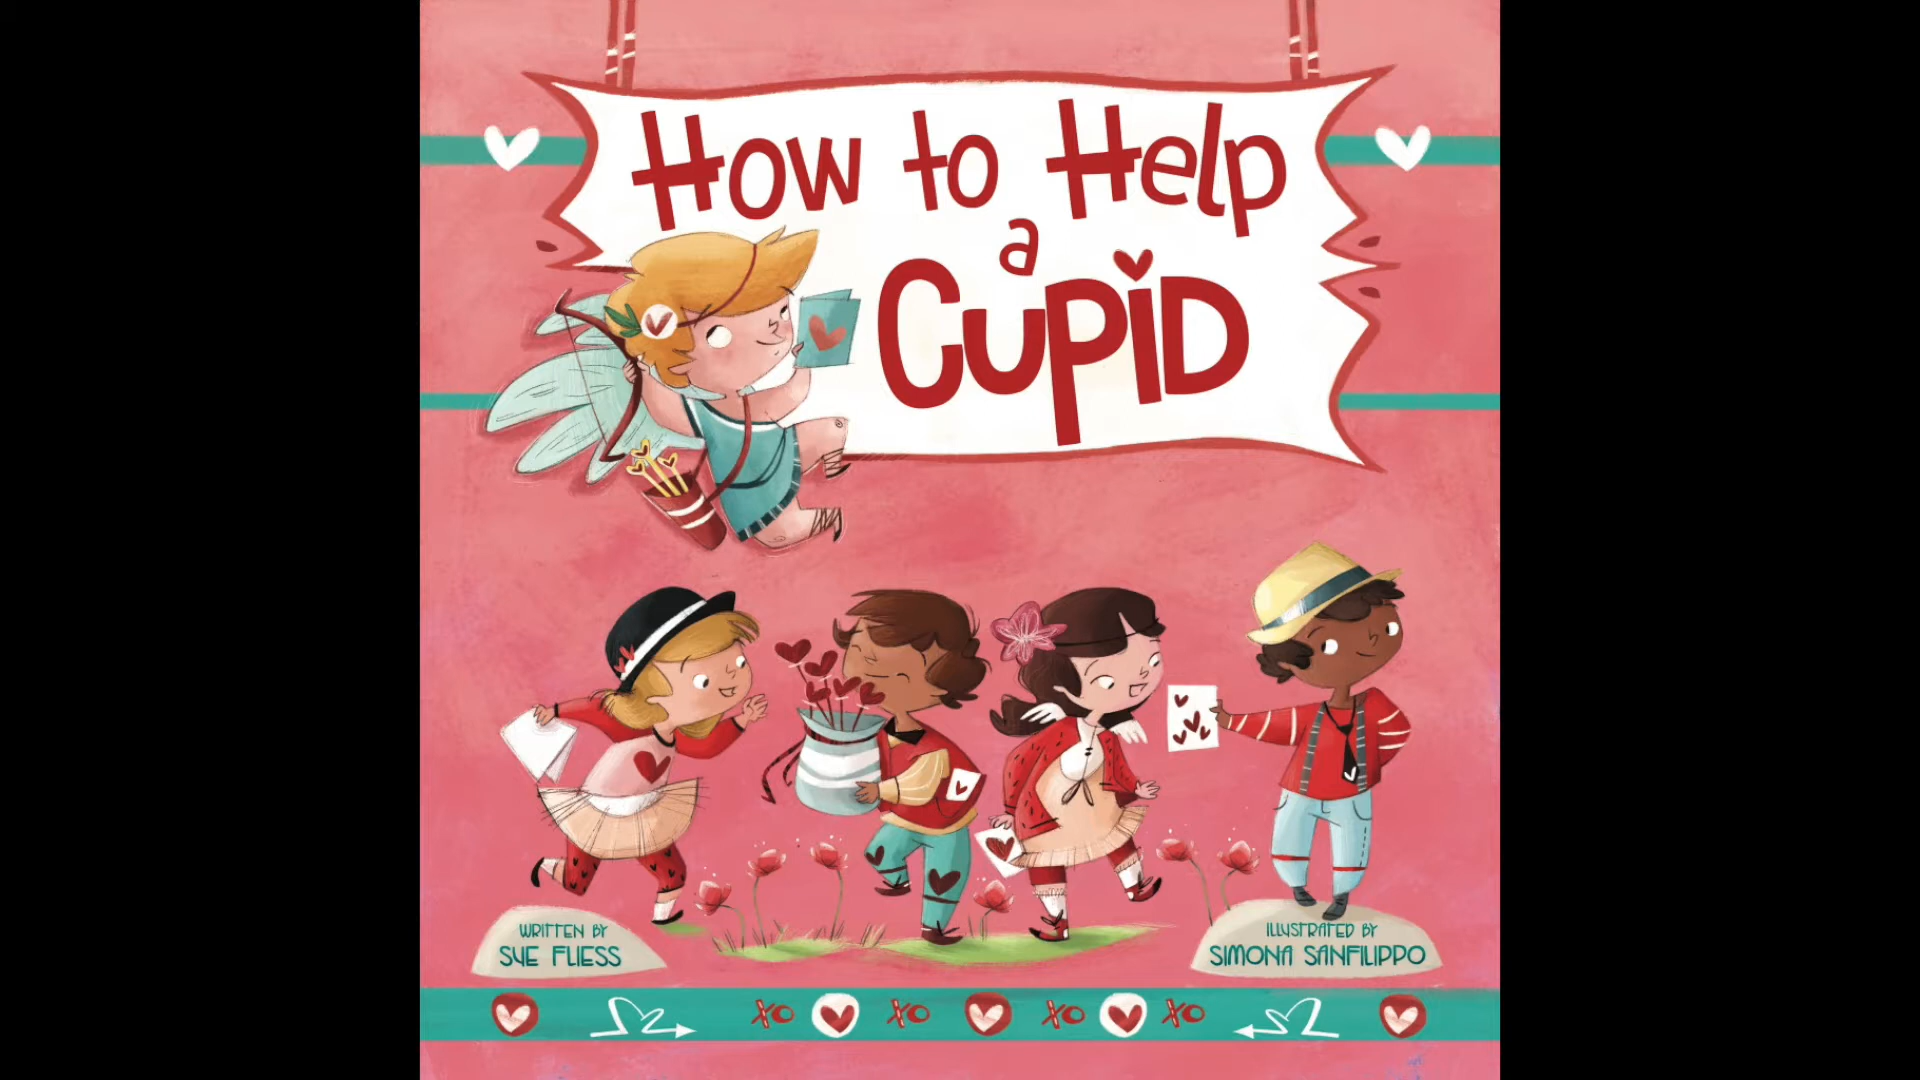 How to Help
a
Cupid
WRITTEN BY
SUE FLIESS
ILLUSTRATED BY
SIMONA SANFILIPPO
XO XO XO XO